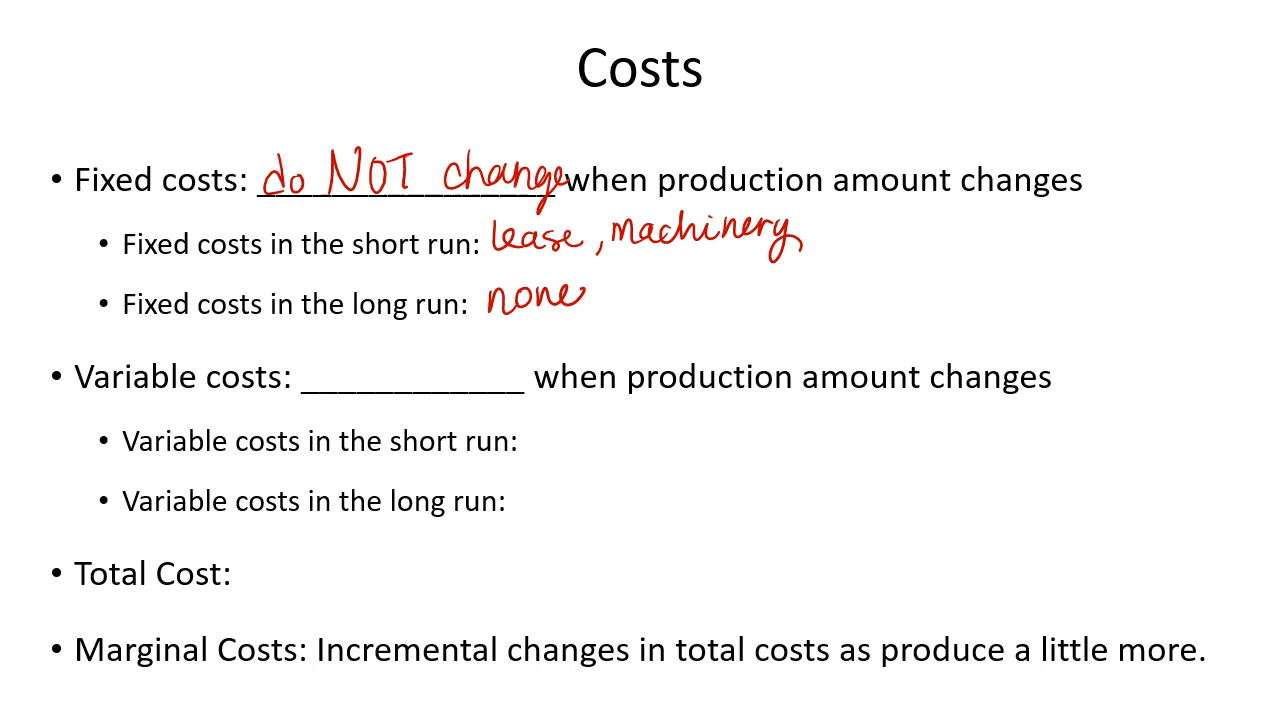 Costs
• Fixed costs: do NOT change when production amount changes
• Fixed costs in the short run: lease, machinery
• Fixed costs in the long run: none
• Variable costs: ____________ when production amount changes
• Variable costs in the short run:
• Variable costs in the long run:
• Total Cost:
• Marginal Costs: Incremental changes in total costs as produce a little more.